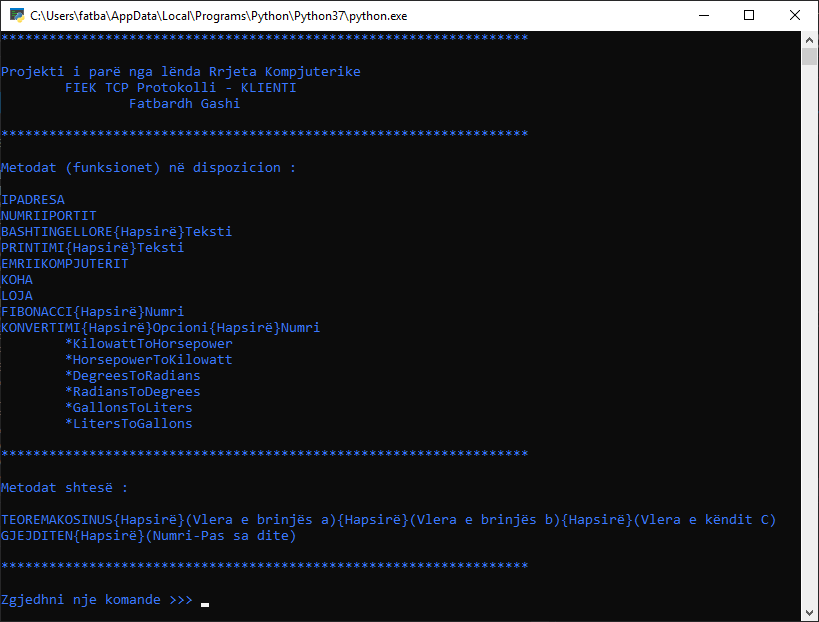 C:\Users\fatba\AppData\Local\Programs\Python\Python37\python.exe
******************************************************************
Projekti i parë nga lënda Rrjeta Kompjuterike
FIEK TCP Protokolli - KLIENTI
Fatbardh Gashi
******************************************************************
Metodat (funksionet) në dispozicion :
IPADRESA
NUMRIIPORTIT
BASHTINGELLORE{Hapsirë}Teksti
PRINTIMI{Hapsirë}Teksti
EMRIIKOMPJUTERIT
KOHA
LOJA
FIBONACCI{Hapsirë}Numri
KONVERTIMI{Hapsirë}Opcioni{Hapsirë}Numri
*KilowattToHorsepower
*HorsepowerToKilowatt
*DegreesToRadians
*RadiansToDegrees
*GallonsToLiters
*LitersToGallons
******************************************************************
Metodat shtesë :
TEOREMAKOSINUS{Hapsirë}(Vlera e brinjës a){Hapsirë}(Vlera e brinjës b){Hapsirë}(Vlera e këndit C)
GJEJDITEN{Hapsirë}(Numri-Pas sa dite)
******************************************************************
Zgjedhni nje komande >>> _